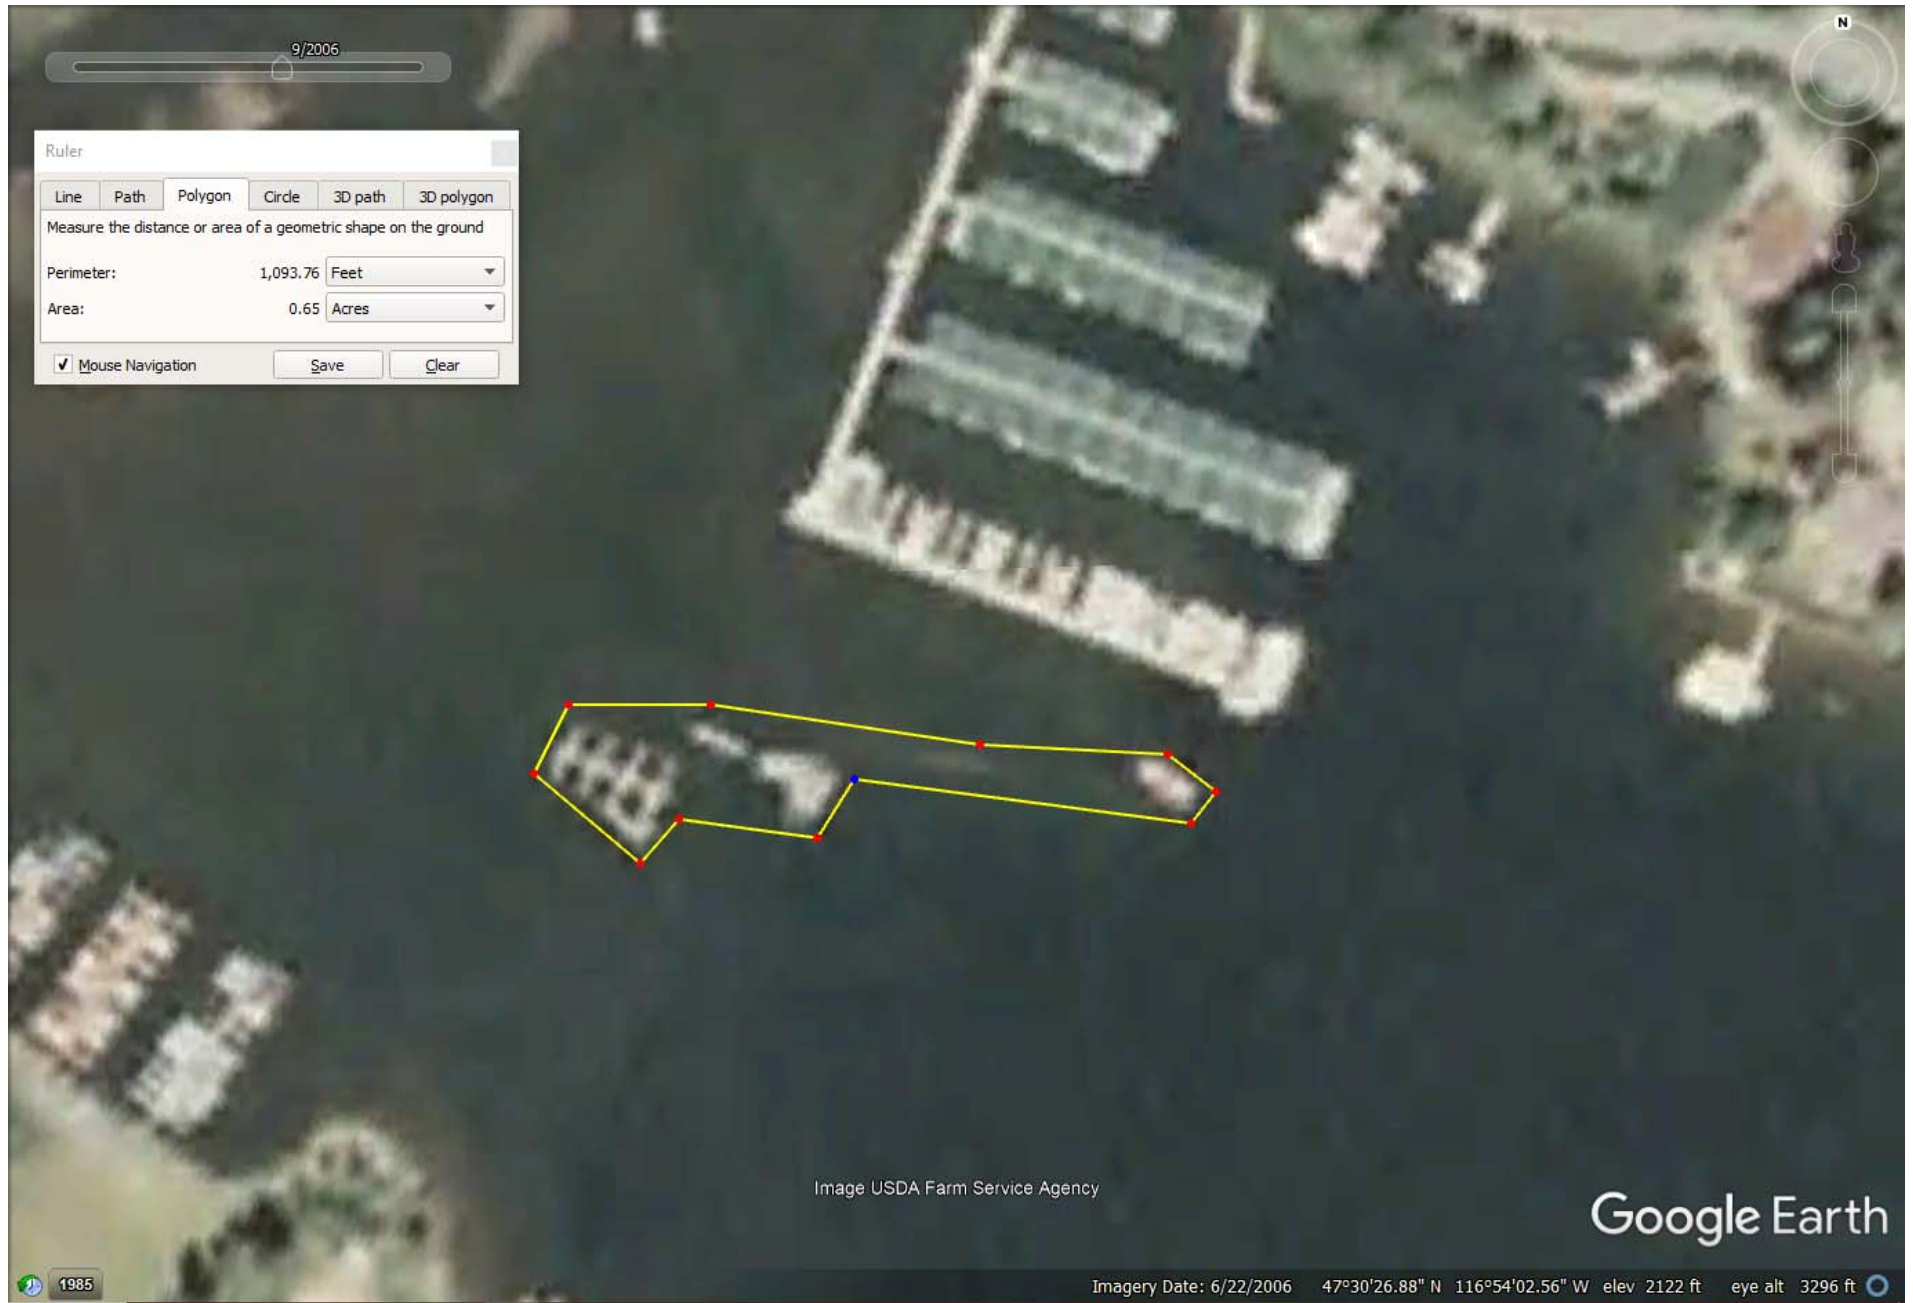 9/2006
N
Ruler
Line Path Polygon Circle 3D path 3D polygon
Measure the distance or area of a geometric shape on the ground
Perimeter: 1,093.76 Feet
Area: 0.65 Acres
Mouse Navigation Save Clear
Image USDA Farm Service Agency
Google Earth
1985
Imagery Date: 6/22/2006 47°30'26.88" N 116°54'02.56" W elev 2122 ft eye alt 3296 ft